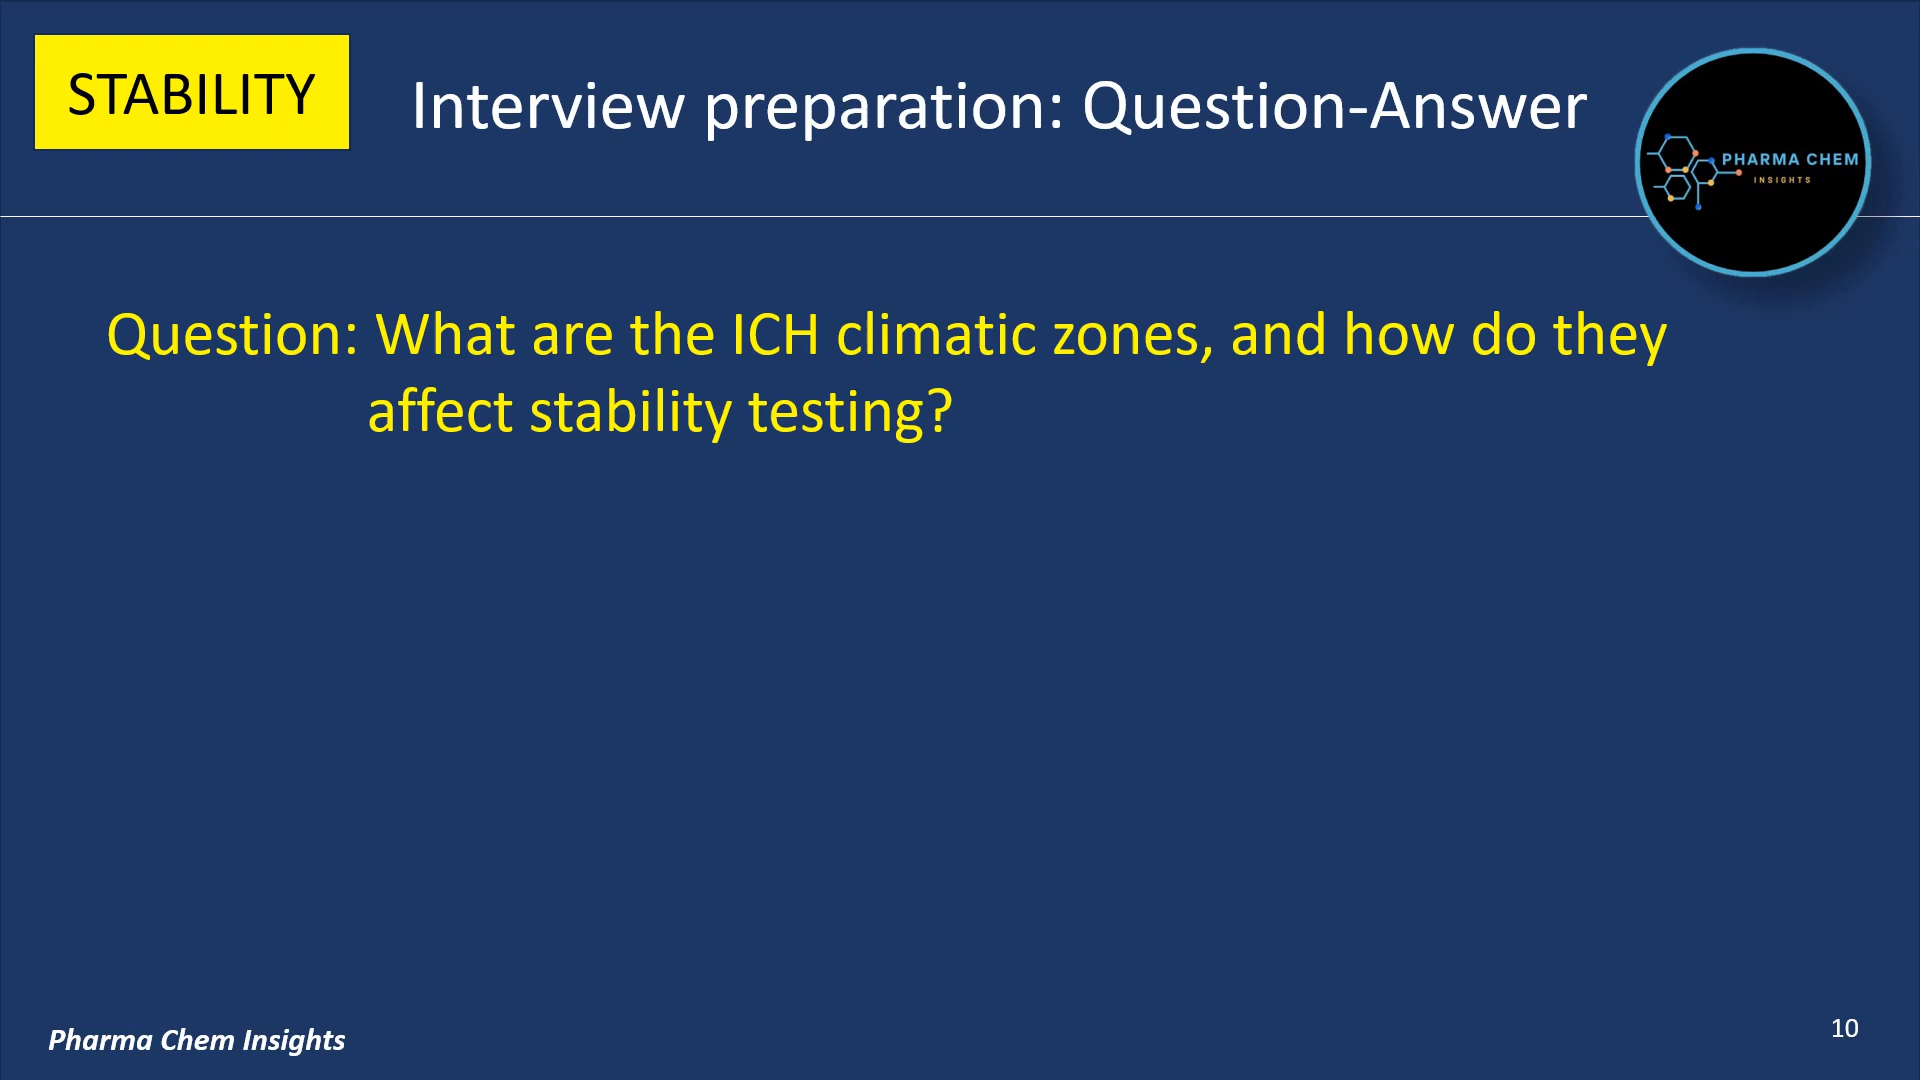 STABILITY
Interview preparation: Question-Answer
PHARMA CHEM
INSIGHTS
Question: What are the ICH climatic zones, and how do they
affect stability testing?
Pharma Chem Insights
10